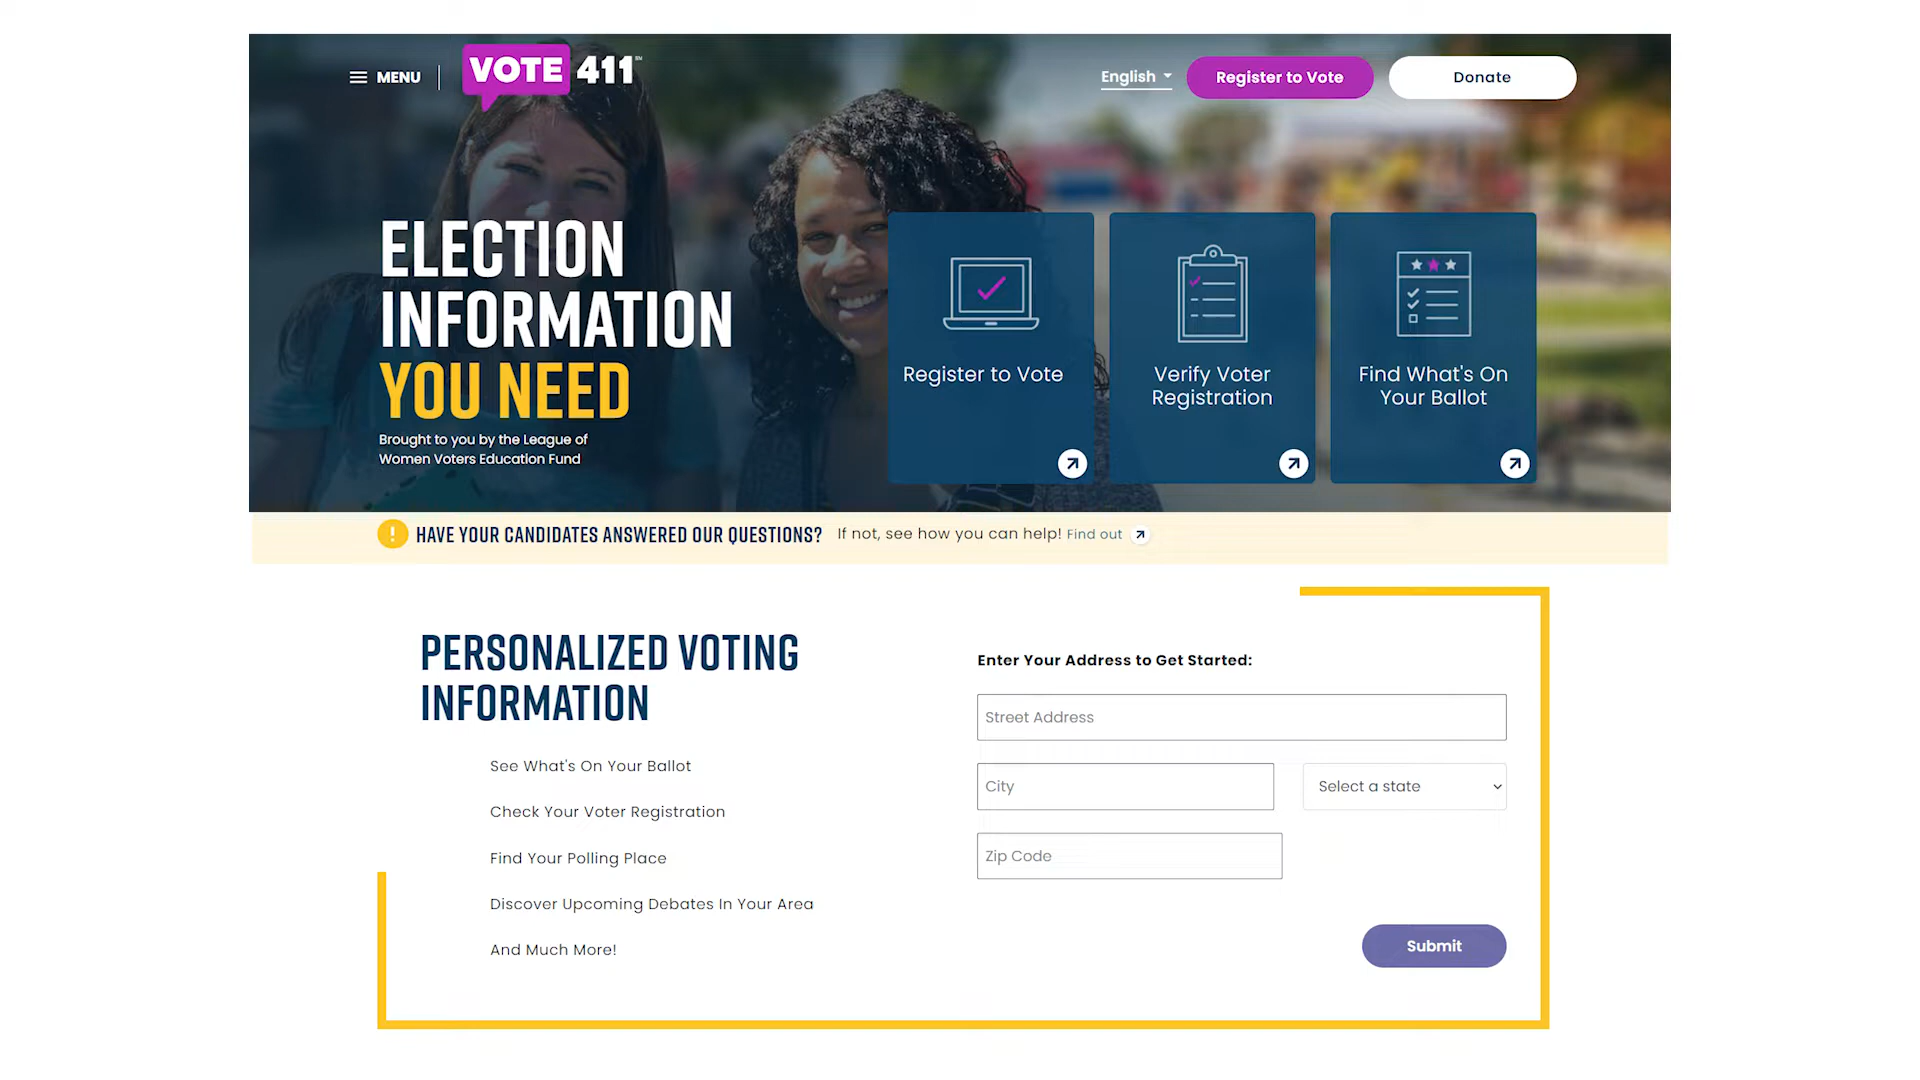 MENU
VOTE 411
English
Register to Vote
Donate
ELECTION
INFORMATION
YOU NEED
Brought to you by the League of
Women Voters Education Fund
Register to Vote
Verify Voter
Registration
Find What's On
Your Ballot
! HAVE YOUR CANDIDATES ANSWERED OUR QUESTIONS? If not, see how you can help! Find out
PERSONALIZED VOTING
INFORMATION
See What's On Your Ballot
Check Your Voter Registration
Find Your Polling Place
Discover Upcoming Debates In Your Area
And Much More!
Enter Your Address to Get Started:
Street Address
City
Select a state
Zip Code
Submit